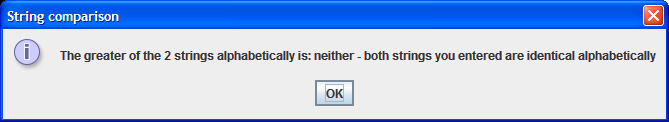 String comparison
The greater of the 2 strings alphabetically is: neither - both strings you entered are identical alphabetically
OK